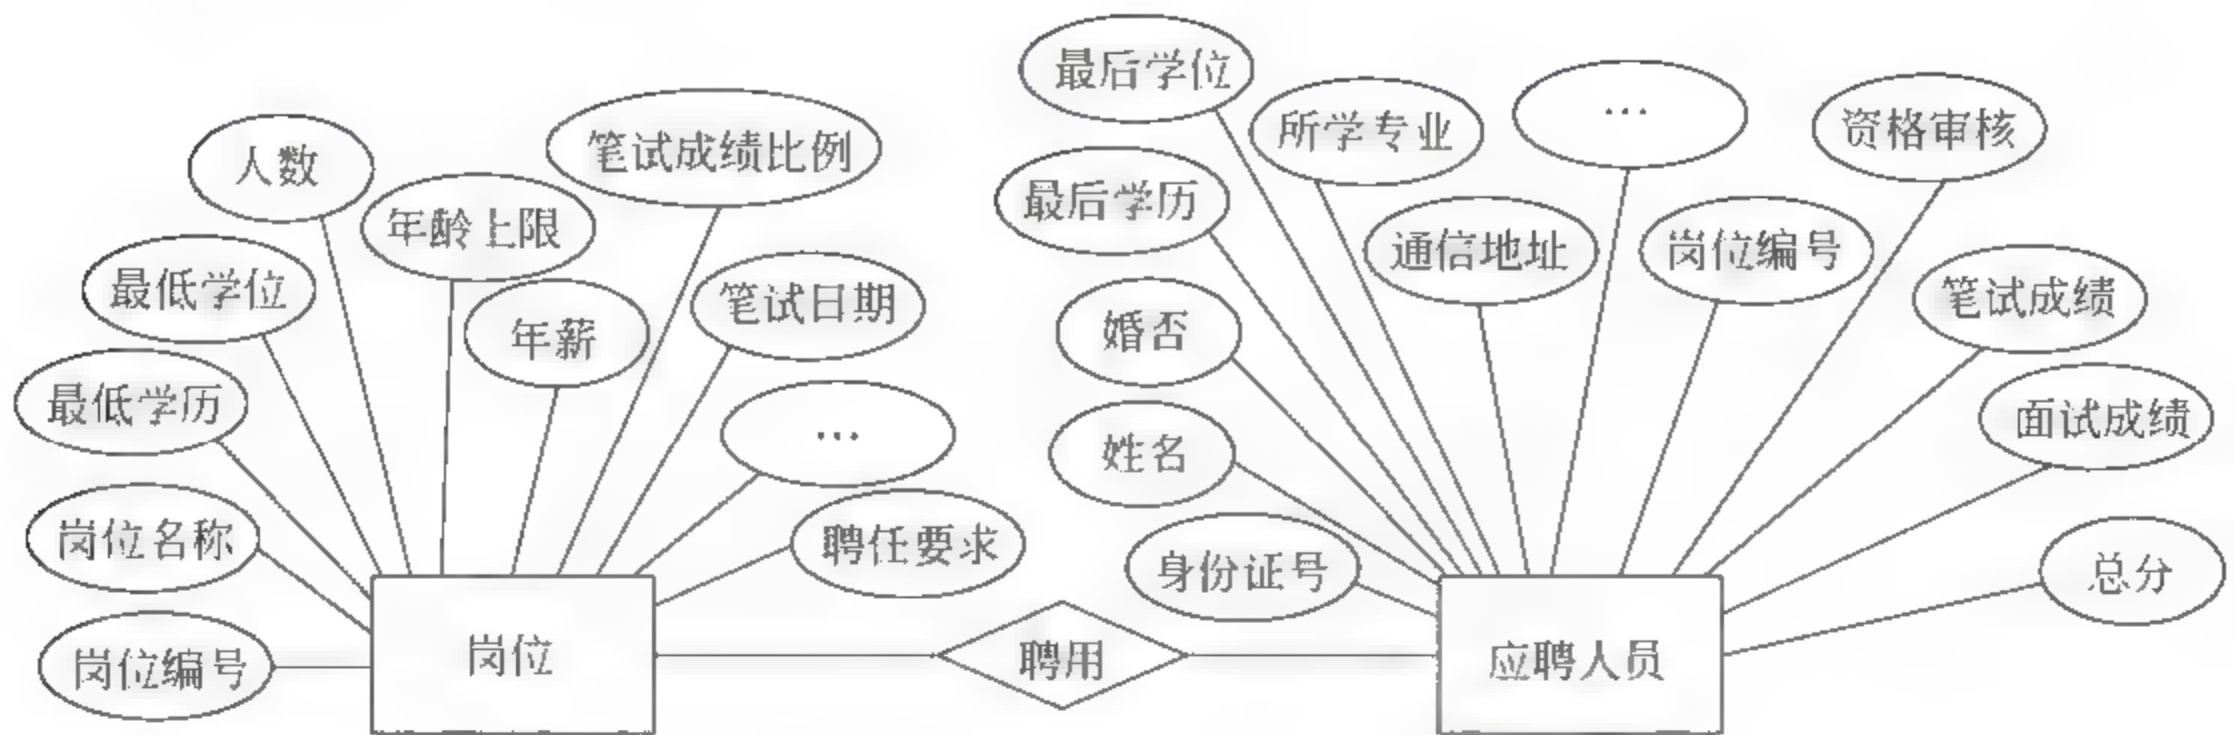 最后学位
所学专业
…
资格审核
人数
笔试成绩比例
年龄上限
最后学历
通信地址
岗位编号
最低学位
年薪
笔试日期
婚否
笔试成绩
最低学历
…
姓名
面试成绩
岗位名称
聘任要求
身份证号
总分
岗位编号
岗位
聘用
应聘人员